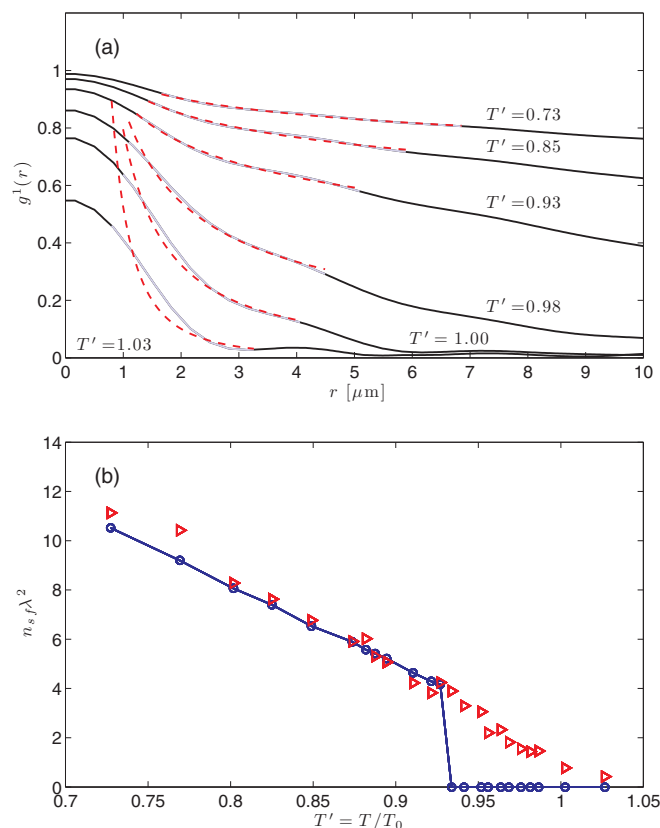 (a)
1
0.8
0.6
0.4
0.2
0
g¹(r)
T′ =0.73
T′ =0.85
T′ =0.93
T′ =0.98
T′ =1.03
T′ = 1.00
0 1 2 3 4 5 6 7 8 9 10
r [μm]
(b)
14
12
10
8
6
4
2
0
n_{sf}λ²
0.7 0.75 0.8 0.85 0.9 0.95 1 1.05
T′ = T/T₀